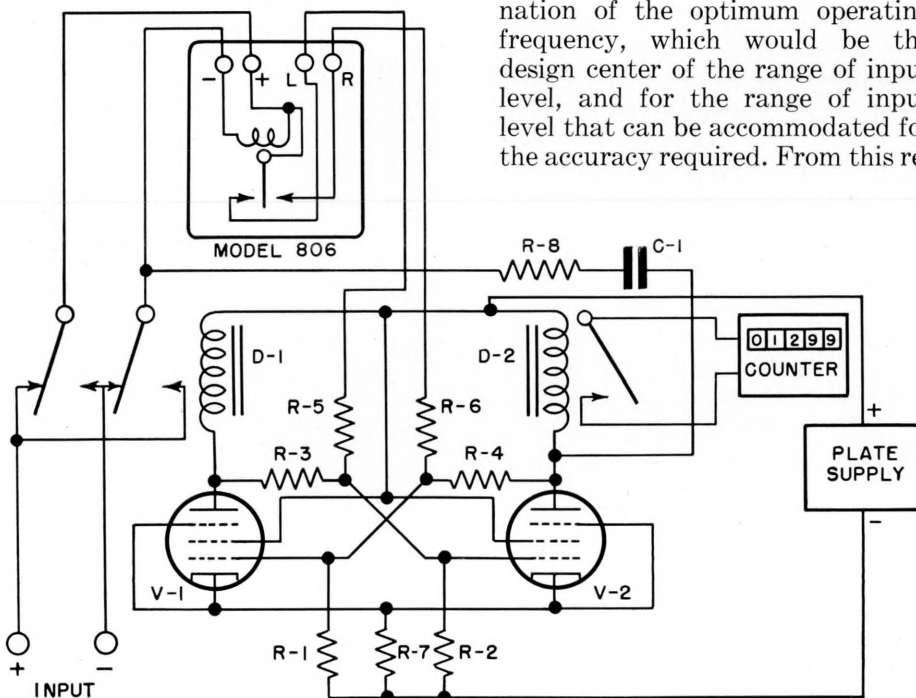 nation of the optimum operatin
frequency, which would be th
design center of the range of inpu
level, and for the range of inpu
level that can be accommodated fo
the accuracy required. From this re
- + L R
MODEL 806
R-8 C-1
D-1 D-2
01299
COUNTER
R-5 R-6
R-3 R-4
+
PLATE
SUPPLY
-
V-1 V-2
R-1 R-7 R-2
+ -
INPUT